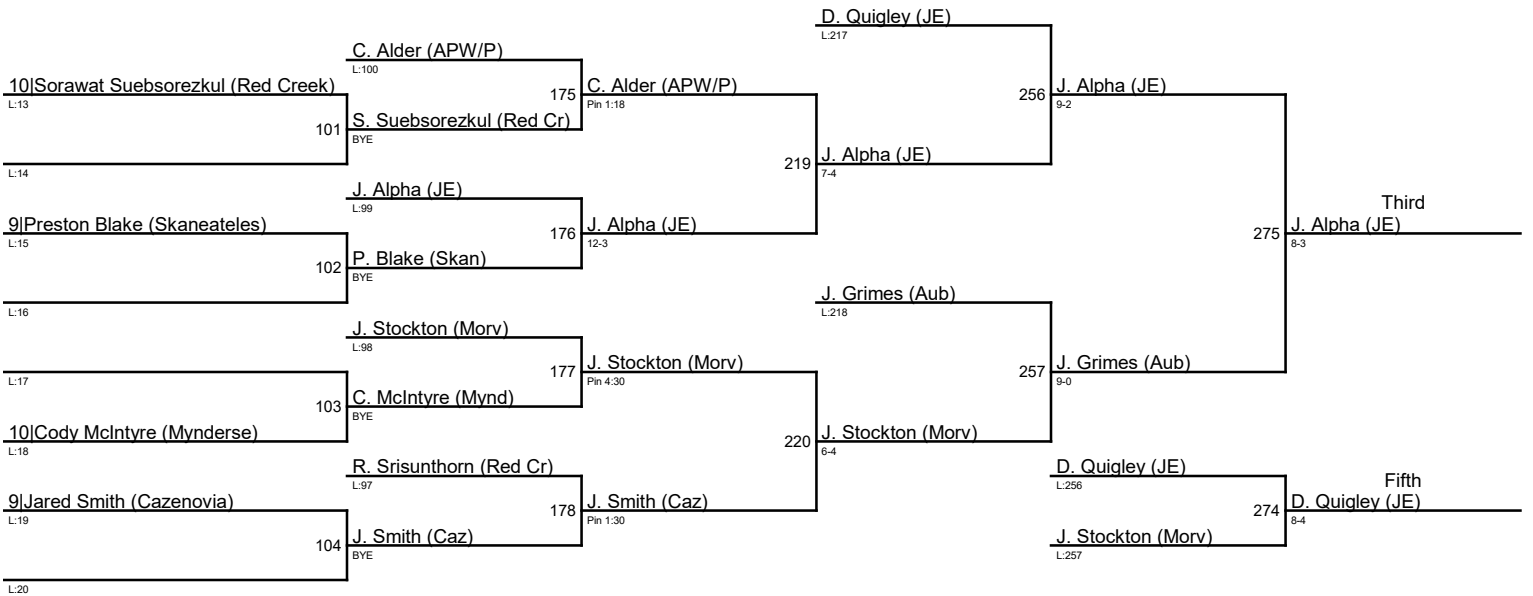 D. Quigley (JE)
L:217
C. Alder (APW/P)
L:100
10|Sorawat Suebsorezkul (Red Creek)
L:13
175
C. Alder (APW/P)
Pin 1:18
256
J. Alpha (JE)
9-2
101
S. Suebsorezkul (Red Cr)
BYE
L:14
219
J. Alpha (JE)
7-4
J. Alpha (JE)
L:99
Third
9|Preston Blake (Skaneateles)
L:15
176
J. Alpha (JE)
12-3
275
J. Alpha (JE)
8-3
102
P. Blake (Skan)
BYE
L:16
J. Grimes (Aub)
L:218
J. Stockton (Morv)
L:98
L:17
177
J. Stockton (Morv)
Pin 4:30
257
J. Grimes (Aub)
9-0
103
C. McIntyre (Mynd)
BYE
10|Cody McIntyre (Mynderse)
L:18
220
J. Stockton (Morv)
6-4
R. Srisunthorn (Red Cr)
L:97
D. Quigley (JE)
L:256
Fifth
9|Jared Smith (Cazenovia)
L:19
178
J. Smith (Caz)
Pin 1:30
274
D. Quigley (JE)
8-4
104
J. Smith (Caz)
BYE
J. Stockton (Morv)
L:257
L:20